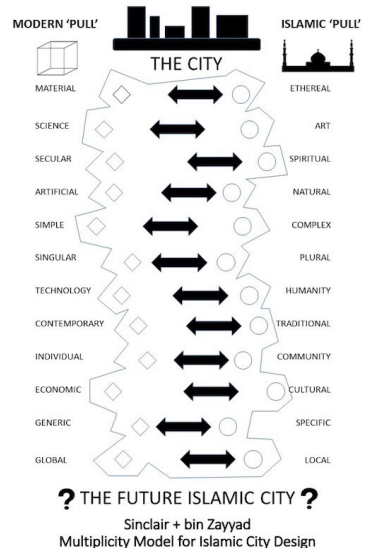 MODERN 'PULL'
ISLAMIC 'PULL'
THE CITY
MATERIAL ETHEREAL
SCIENCE ART
SECULAR SPIRITUAL
ARTIFICIAL NATURAL
SIMPLE COMPLEX
SINGULAR PLURAL
TECHNOLOGY HUMANITY
CONTEMPORARY TRADITIONAL
INDIVIDUAL COMMUNITY
ECONOMIC CULTURAL
GENERIC SPECIFIC
GLOBAL LOCAL
? THE FUTURE ISLAMIC CITY ?
Sinclair + bin Zayyad
Multiplicity Model for Islamic City Design